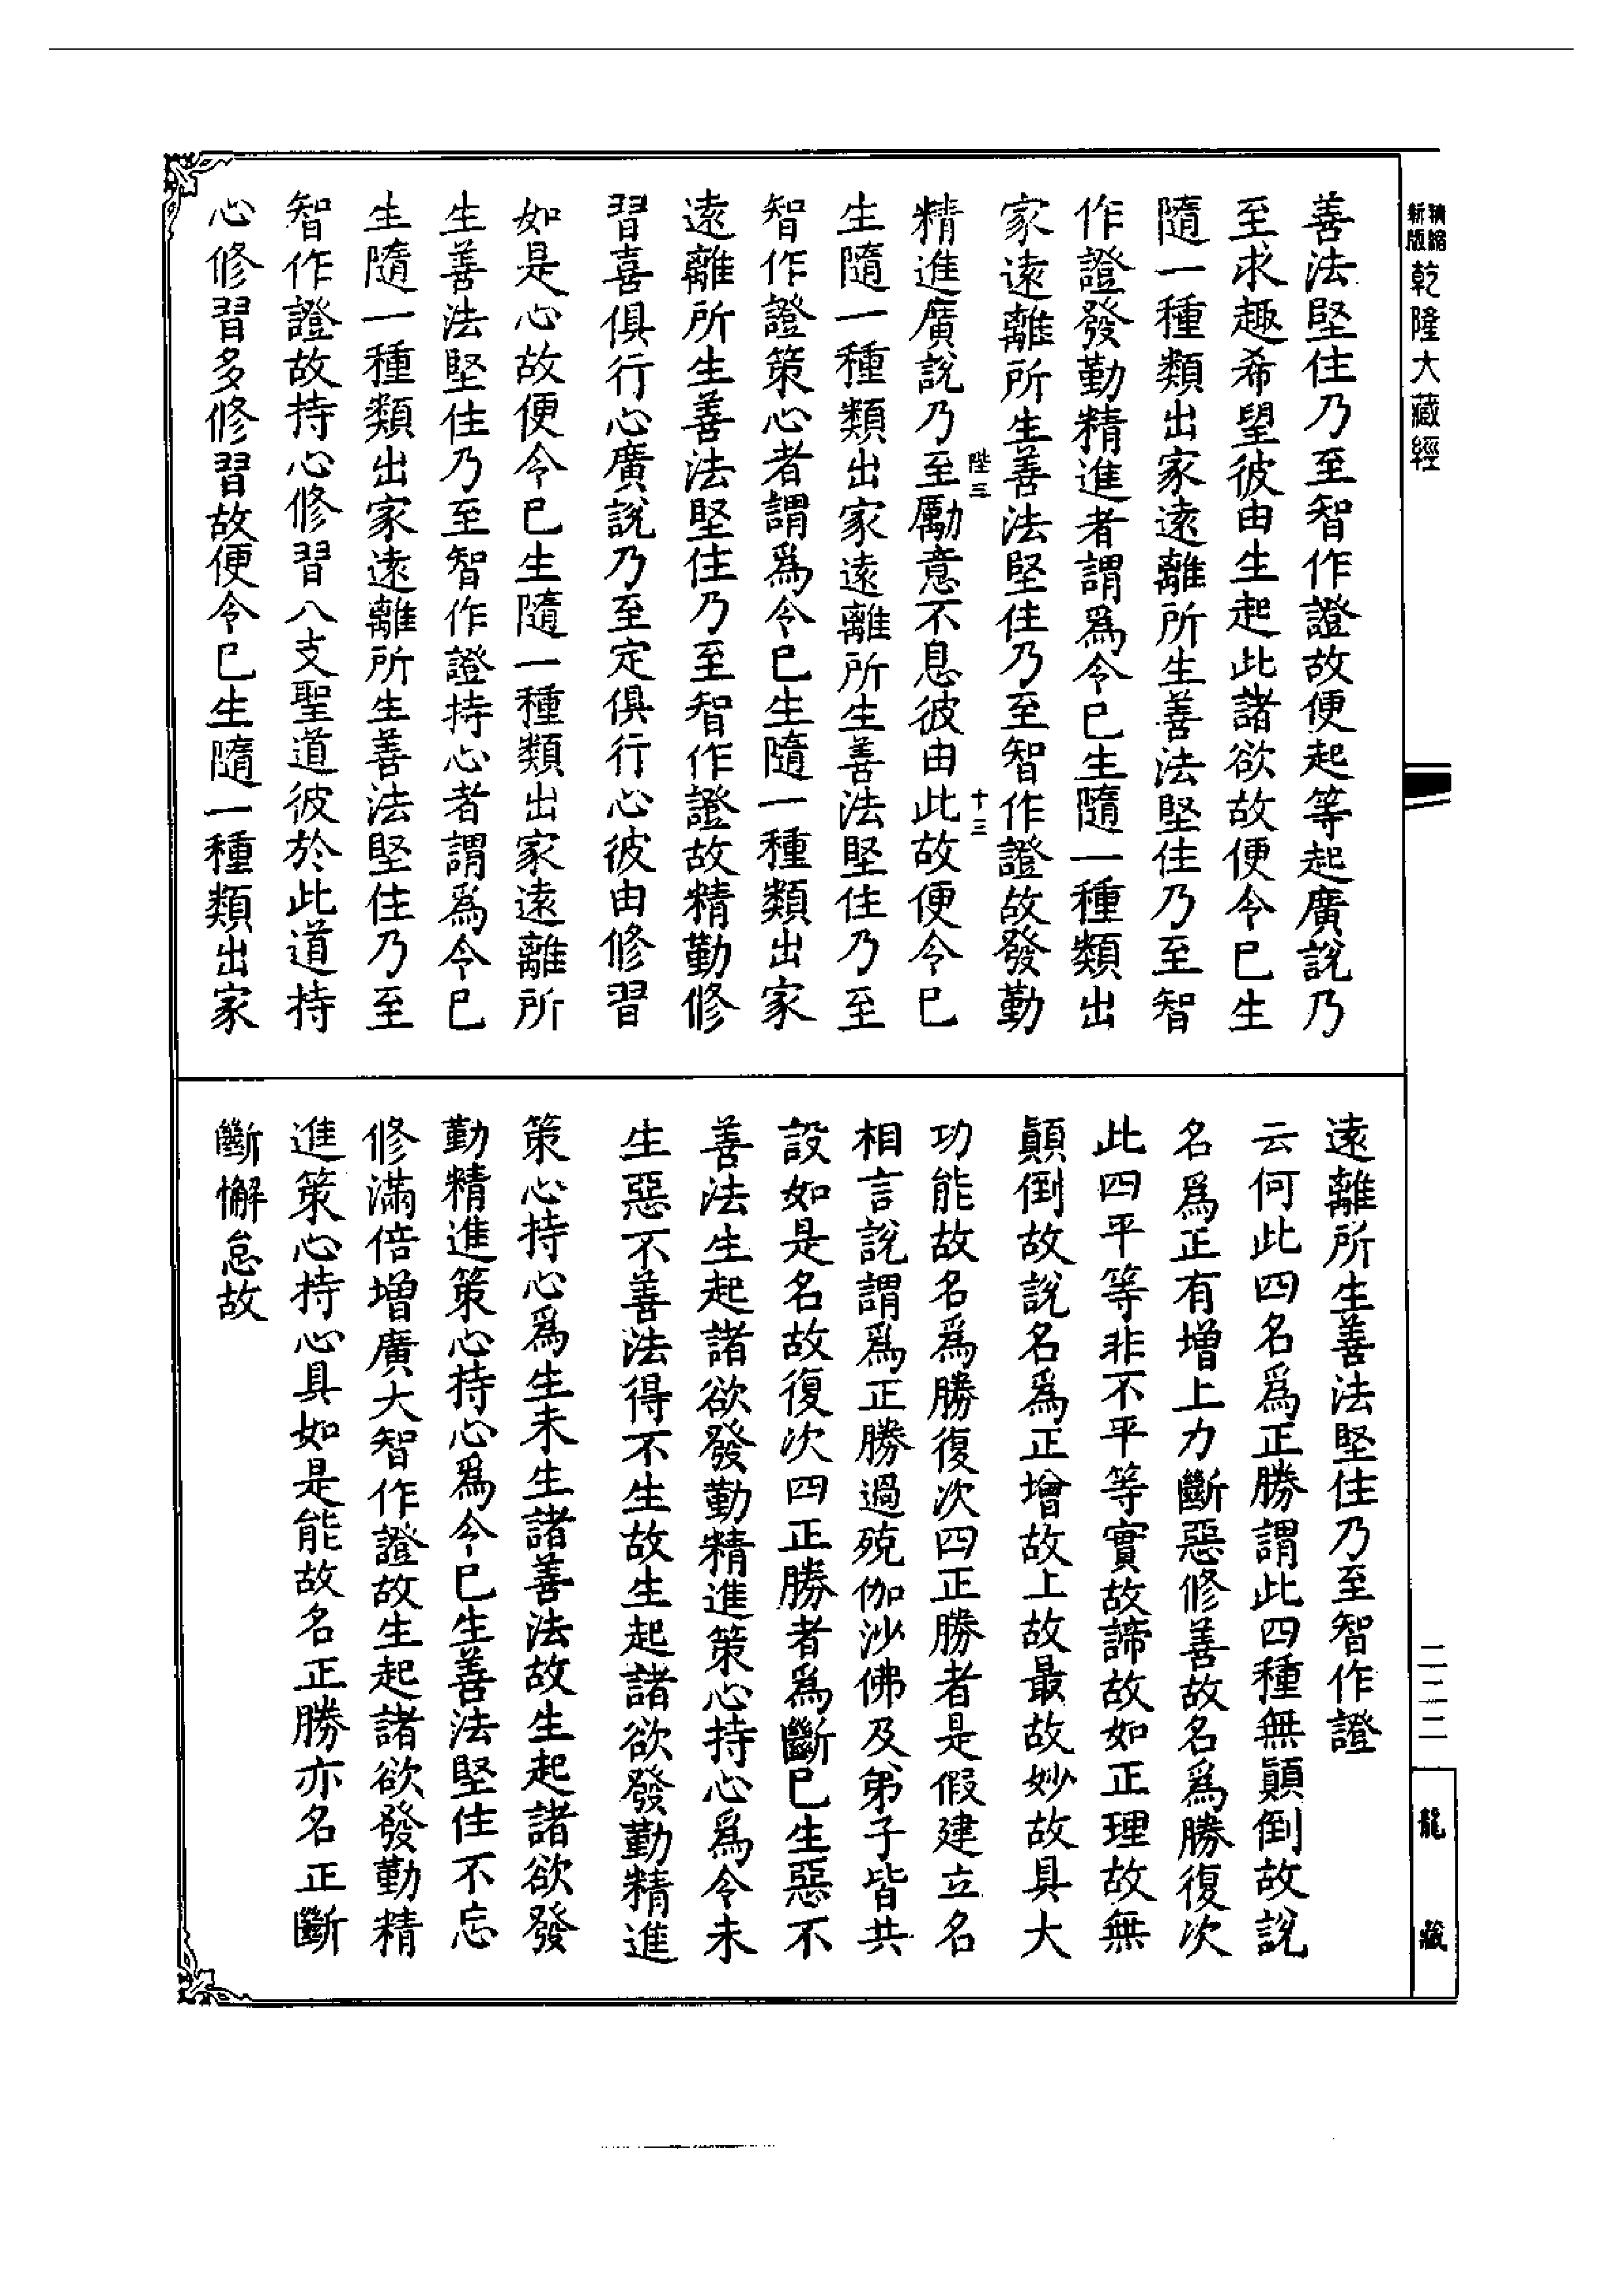 精縮新版乾隆大藏經
善法堅住乃至智作證故便起等起廣說乃
至求趣希望彼由生起此諸欲故便令已生
隨一種類出家遠離所生善法堅住乃至智
作證發勤精進者謂爲令已生隨一種類出
家遠離所生善法堅住乃至智作證故發勤
陛三
十三
精進廣說乃至勵意不息彼由此故便令已
生隨一種類出家遠離所生善法堅住乃至
智作證策心者謂爲令已生隨一種類出家
遠離所生善法堅住乃至智作證故精勤修
習喜俱行心廣說乃至定俱行心彼由修習
如是心故便令已生隨一種類出家遠離所
生善法堅住乃至智作證持心者謂爲令已
生隨一種類出家遠離所生善法堅住乃至
智作證故持心修習八支聖道彼於此道持
心修習多修習故便令已生隨一種類出家
遠離所生善法堅住乃至智作證
云何此四名爲正勝謂此四種無顛倒故說
名爲正有增上力斷惡修善故名爲勝復次
此四平等非不平等實故諦故如正理故無
顛倒故說名爲正增故上故最故妙故具大
功能故名爲勝復次四正勝者是假建立名
相言說謂爲正勝過殑伽沙佛及弟子皆共
設如是名故復次四正勝者爲斷已生惡不
善法生起諸欲發勤精進策心持心爲令未
生惡不善法得不生故生起諸欲發勤精進
策心持心爲生未生諸善法故生起諸欲發
勤精進策心持心爲令已生善法堅住不忘
修滿倍增廣大智作證故生起諸欲發勤精
進策心持心具如是能故名正勝亦名正斷
斷懈怠故
二二二
龍藏